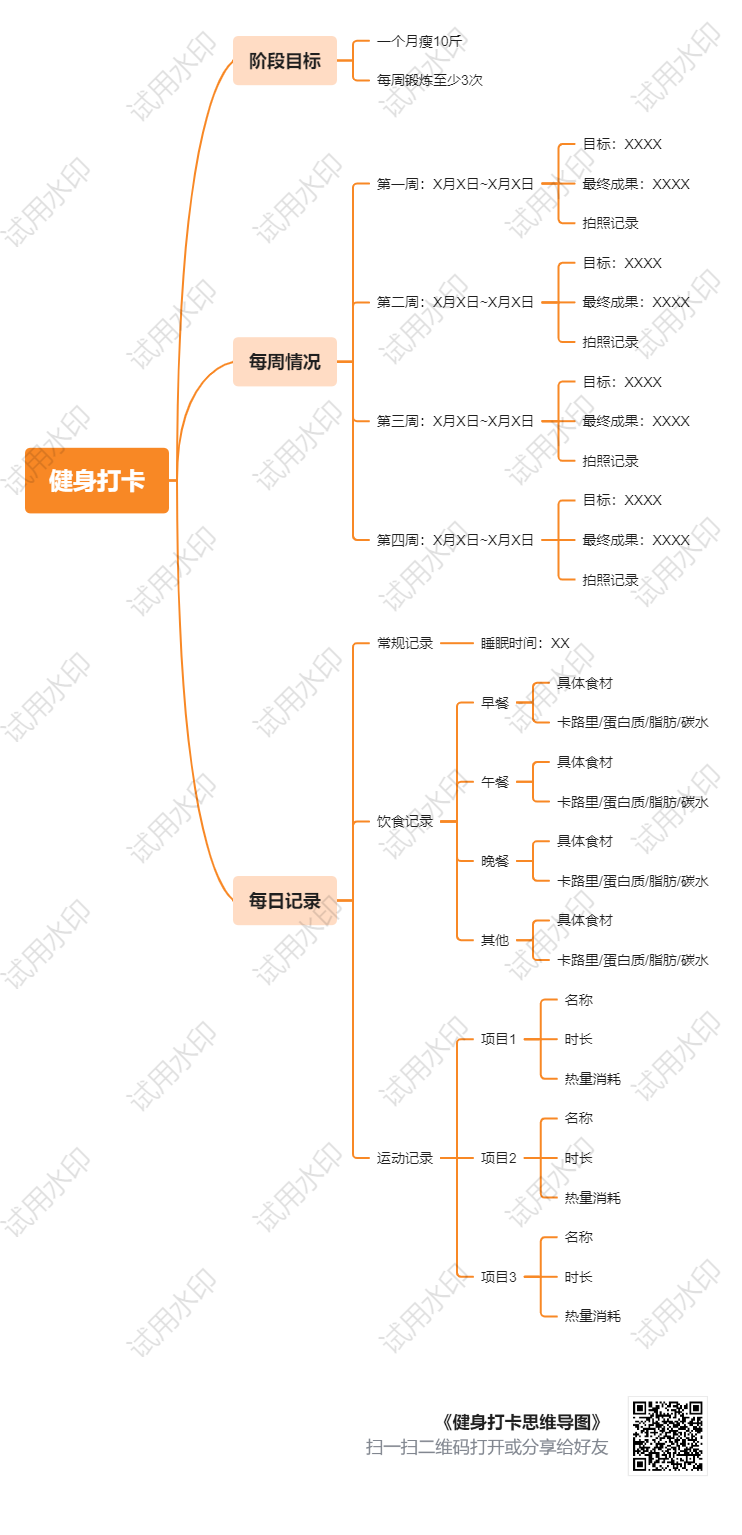 健身打卡
阶段目标
一个月瘦10斤
每周锻炼至少3次
每周情况
第一周：X月X日~X月X日
目标：XXXX
最终成果：XXXX
拍照记录
第二周：X月X日~X月X日
目标：XXXX
最终成果：XXXX
拍照记录
第三周：X月X日~X月X日
目标：XXXX
最终成果：XXXX
拍照记录
第四周：X月X日~X月X日
目标：XXXX
最终成果：XXXX
拍照记录
每日记录
常规记录
睡眠时间：XX
饮食记录
早餐
具体食材
卡路里/蛋白质/脂肪/碳水
午餐
具体食材
卡路里/蛋白质/脂肪/碳水
晚餐
具体食材
卡路里/蛋白质/脂肪/碳水
其他
具体食材
卡路里/蛋白质/脂肪/碳水
运动记录
项目1
名称
时长
热量消耗
项目2
名称
时长
热量消耗
项目3
名称
时长
热量消耗
《健身打卡思维导图》
扫一扫二维码打开或分享给好友
试用水印